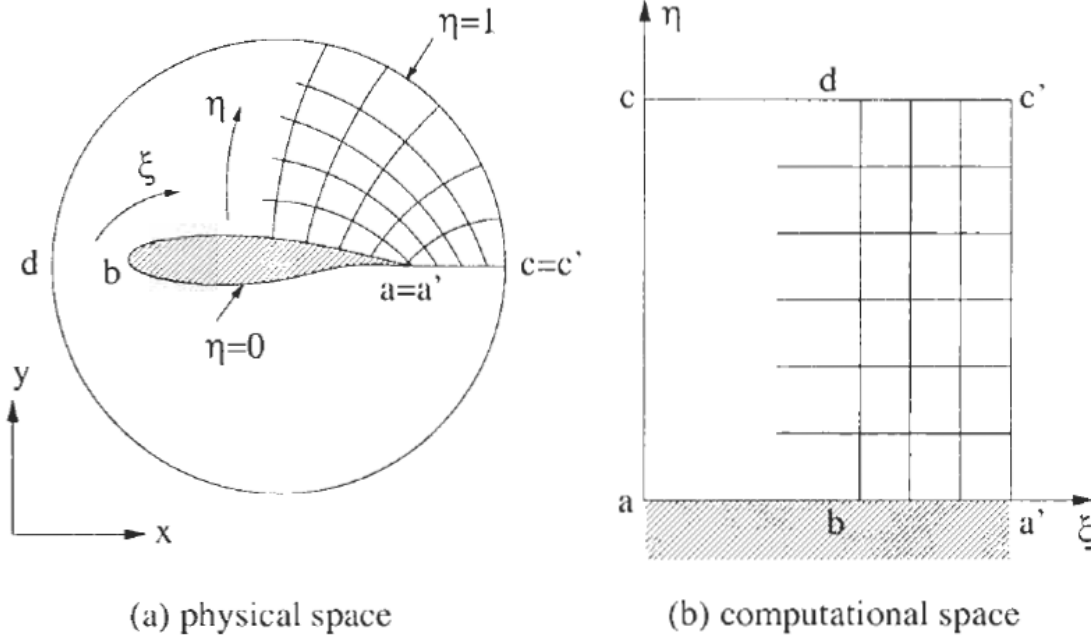 η=1
η
ξ
d
b
a=a'
c=c'
η=0
y
x
(a) physical space
η
c
d
c'
a
b
a'
ξ
(b) computational space